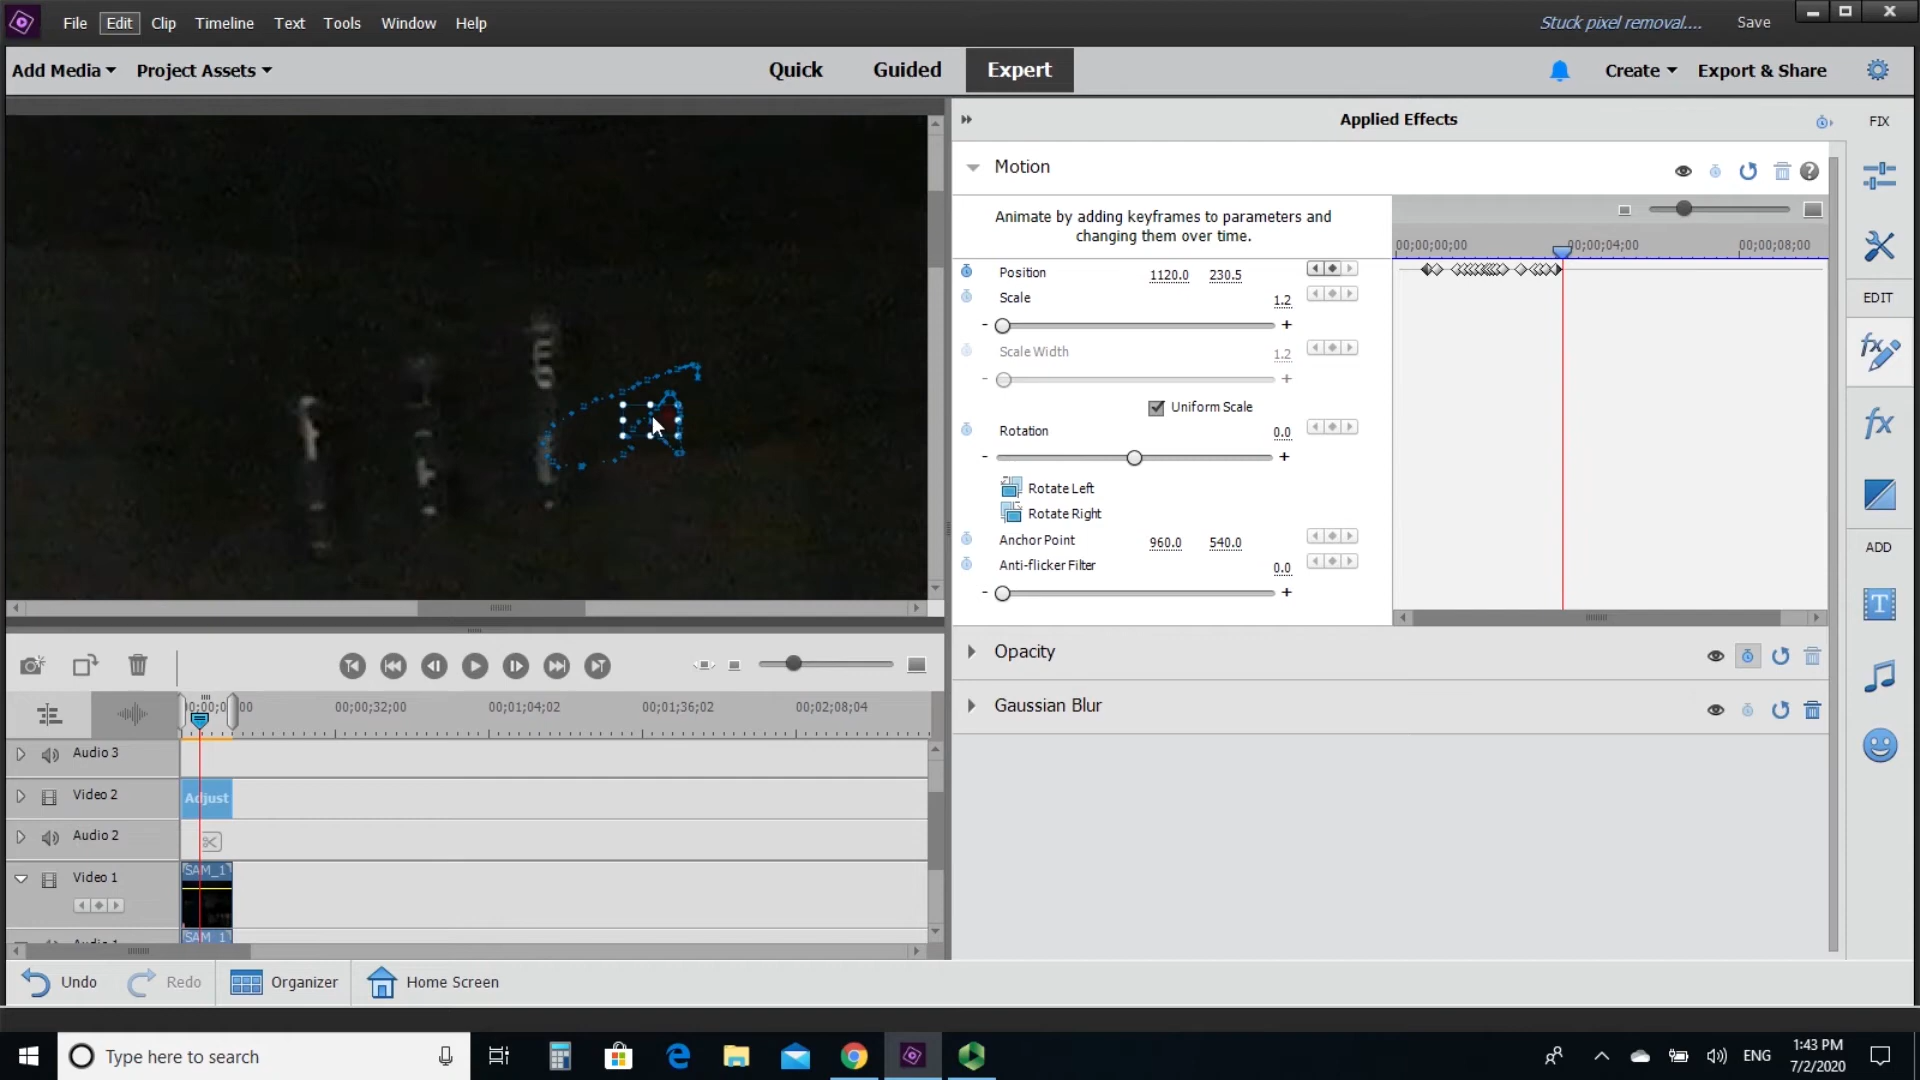 File Edit Clip Timeline Text Tools Window Help
Stuck pixel removal.... Save
Add Media Project Assets Quick Guided Expert Create Export & Share
Applied Effects
FIX
Motion
Animate by adding keyframes to parameters and
changing them over time.
00;00;00;00 00;00;04;00 00;00;08;00
Position 1120.0 230.5
Scale 1.2
- +
Scale Width 1.2
- +
Uniform Scale
Rotation 0.0
- +
Rotate Left
Rotate Right
Anchor Point 960.0 540.0
Anti-flicker Filter 0.0
- +
EDIT
ADD
Opacity
Gaussian Blur
00;00;32;00 00;01;04;02 00;01;36;02 00;02;08;04
Audio 3
Video 2 Adjust
Audio 2
Video 1 SAM_1
Audio 1 SAM_1
Undo Redo Organizer Home Screen
Type here to search
ENG
1:43 PM
7/2/2020